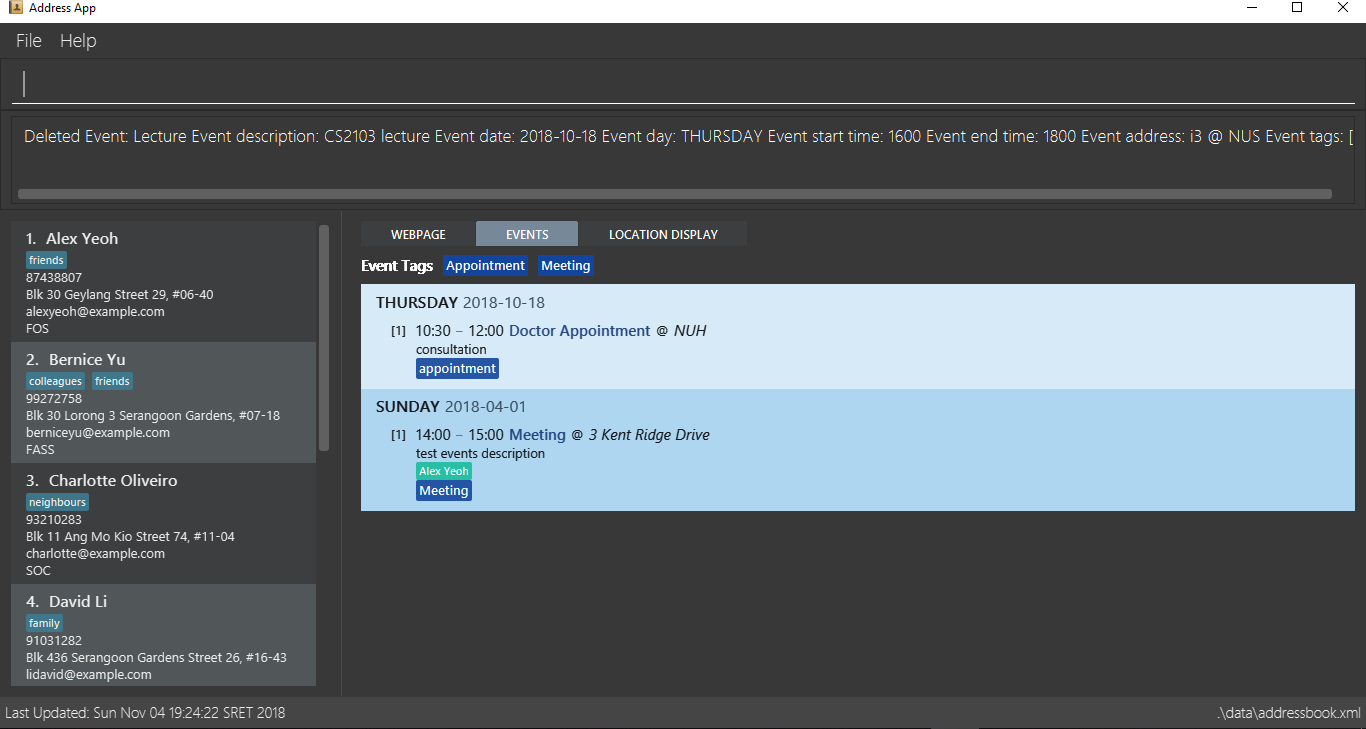 Address App
File Help
Deleted Event: Lecture Event description: CS2103 lecture Event date: 2018-10-18 Event day: THURSDAY Event start time: 1600 Event end time: 1800 Event address: i3 @ NUS Event tags: [
1. Alex Yeoh
friends
87438807
Blk 30 Geylang Street 29, #06-40
alexyeoh@example.com
FOS
2. Bernice Yu
colleagues friends
99272758
Blk 30 Lorong 3 Serangoon Gardens, #07-18
berniceyu@example.com
FASS
3. Charlotte Oliveiro
neighbours
93210283
Blk 11 Ang Mo Kio Street 74, #11-04
charlotte@example.com
SOC
4. David Li
family
91031282
Blk 436 Serangoon Gardens Street 26, #16-43
lidavid@example.com
WEBPAGE EVENTS LOCATION DISPLAY
Event Tags Appointment Meeting
THURSDAY 2018-10-18
[1] 10:30 – 12:00 Doctor Appointment @ NUH
consultation
appointment
SUNDAY 2018-04-01
[1] 14:00 – 15:00 Meeting @ 3 Kent Ridge Drive
test events description
Alex Yeoh
Meeting
Last Updated: Sun Nov 04 19:24:22 SRET 2018
.\data\addressbook.xml